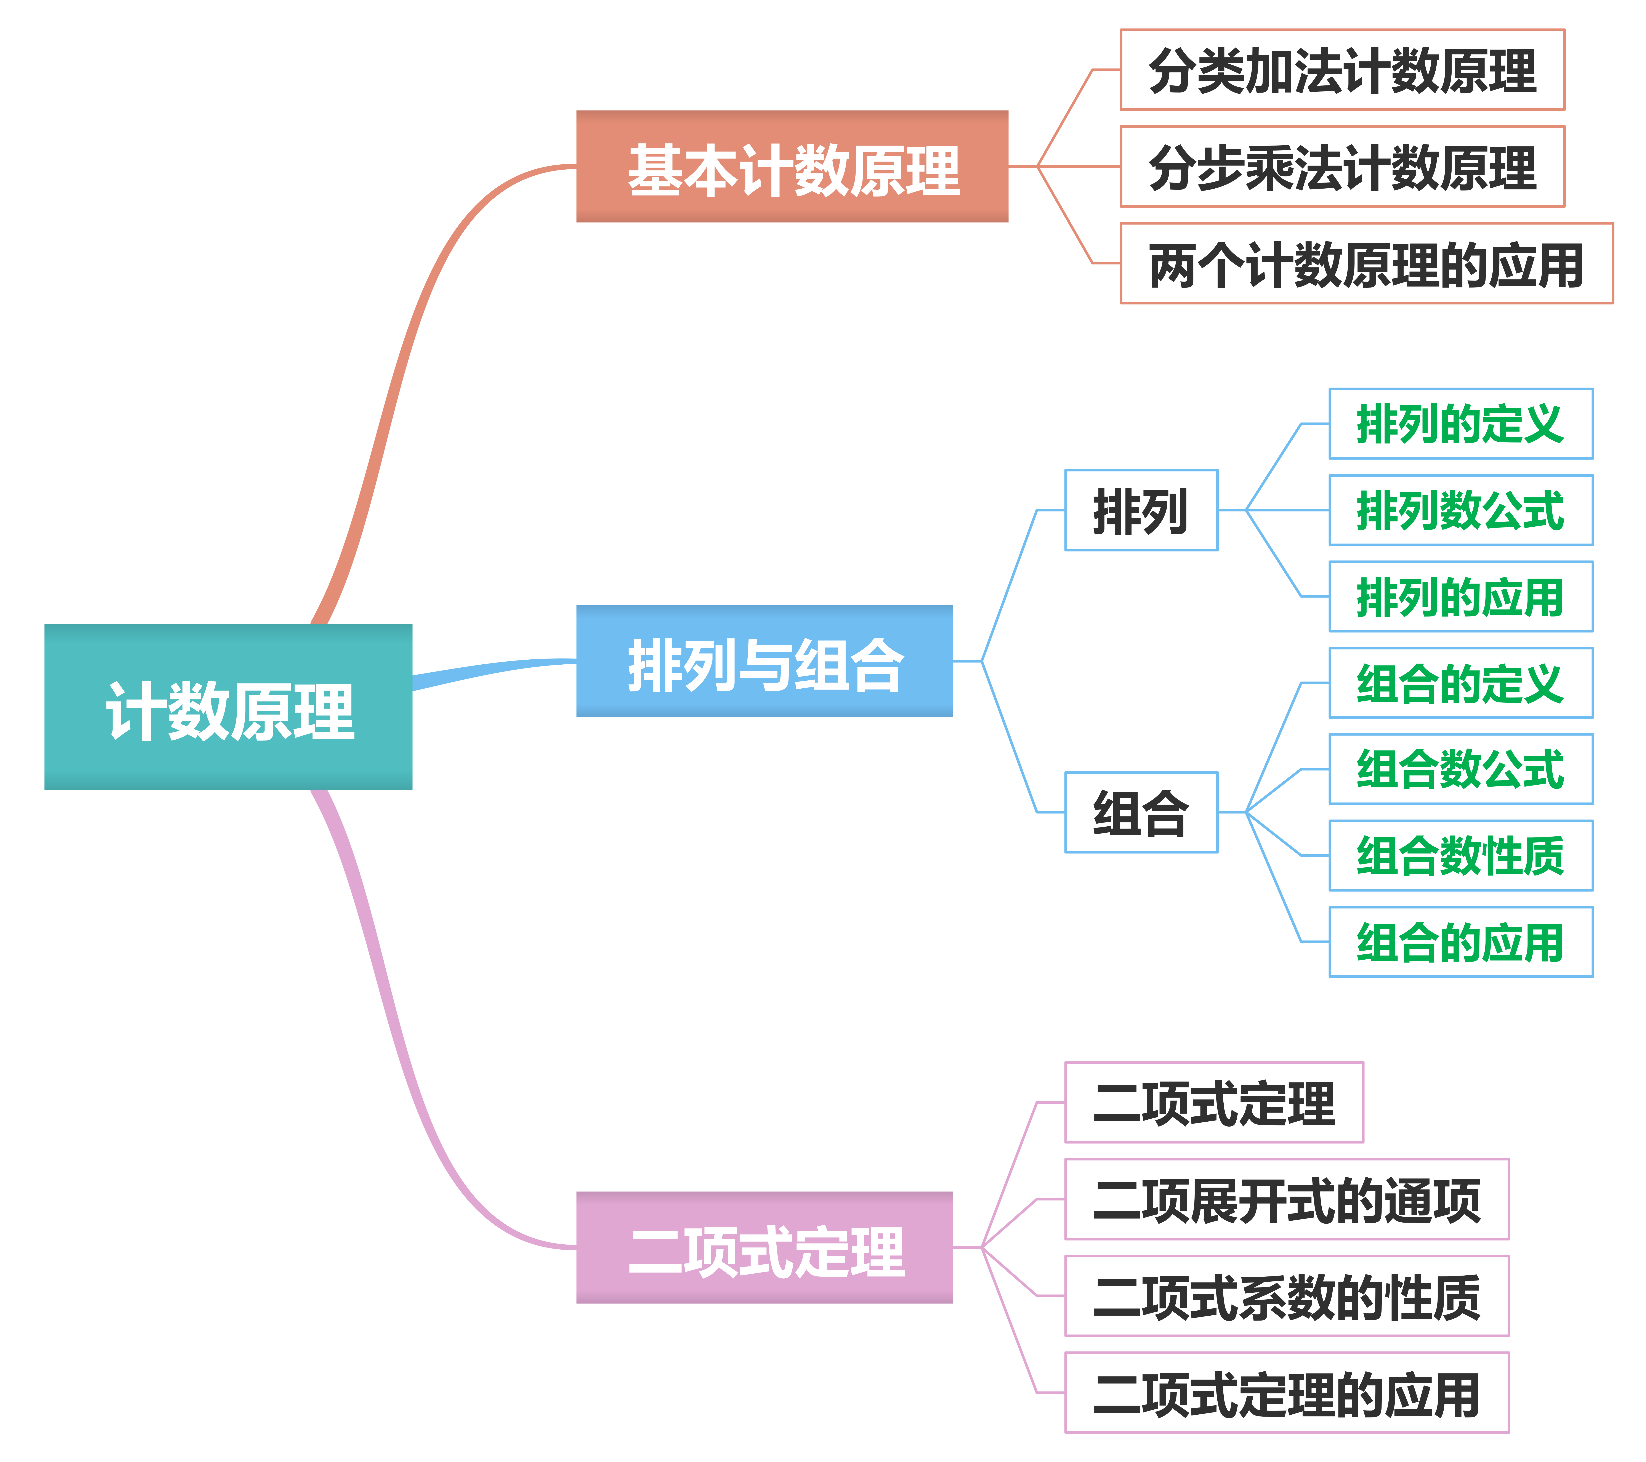 计数原理
基本计数原理
分类加法计数原理
分步乘法计数原理
两个计数原理的应用
排列与组合
排列
排列的定义
排列数公式
排列的应用
组合
组合的定义
组合数公式
组合数性质
组合的应用
二项式定理
二项式定理
二项展开式的通项
二项式系数的性质
二项式定理的应用